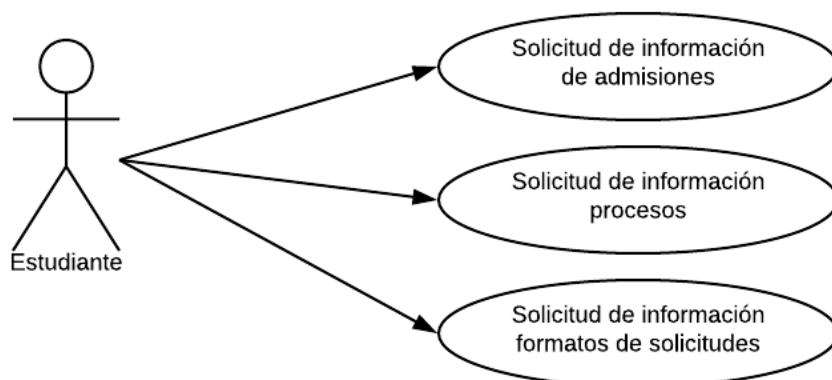 Solicitud de información
de admisiones
Solicitud de información
procesos
Estudiante
Solicitud de información
formatos de solicitudes